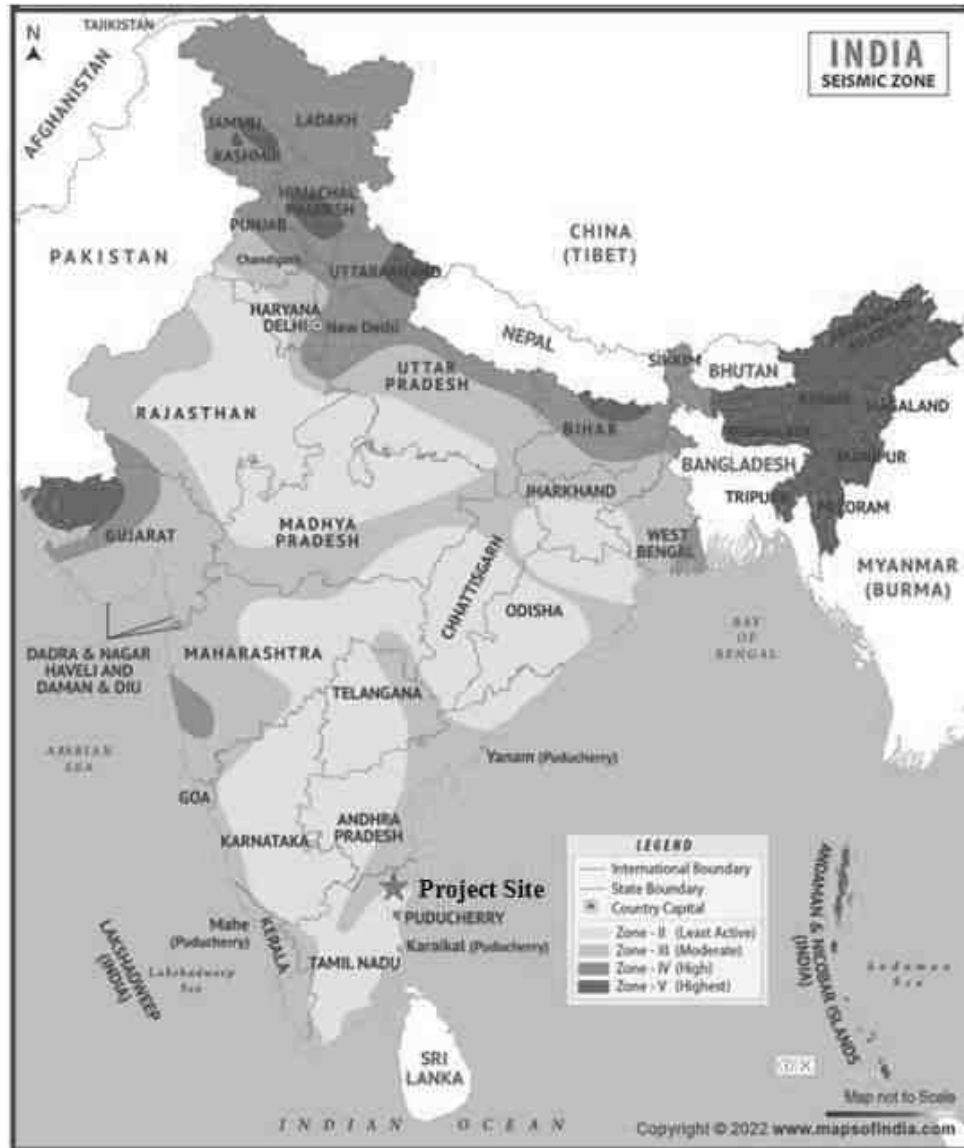 N
TAJIKISTAN
INDIA
SEISMIC ZONE
AFGHANISTAN
LADAKH
JAMMU
&
KASHMIR
HIMACHAL
PRADESH
PUNJAB
CHINA
(TIBET)
PAKISTAN
Chandigarh
UTTARAKHAND
HARYANA
DELHI
New Delhi
NEPAL
SIKKIM
BHUTAN
UTTAR
PRADESH
RAJASTHAN
NAGALAND
BIHAR
MANIPUR
BANGLADESH
JHARKHAND
TRIPURA
MIZORAM
GUJARAT
MADHYA
PRADESH
WEST
BENGAL
MYANMAR
(BURMA)
CHHATTISGARH
ODISHA
BAY
OF
BENGAL
DADRA & NAGAR
HAVELI AND
DAMAN & DIU
MAHARASHTRA
TELANGANA
ARABIAN
SEA
Yanam (Puducherry)
GOA
ANDHRA
PRADESH
KARNATAKA
Project Site
PUDUCHERRY
Mahe
(Puducherry)
KERALA
Karaikal (Puducherry)
TAMIL NADU
LAKSHADWEEP
(INDIA)
Lakshadweep
Sea
LEGEND
International Boundary
State Boundary
Country Capital
Zone - II (Least Active)
Zone - III (Moderate)
Zone - IV (High)
Zone - V (Highest)
ANDAMAN & NICOBAR ISLANDS
(INDIA)
Andaman
Sea
SRI
LANKA
Map not to Scale
INDIAN OCEAN
Copyright © 2022 www.mapsofindia.com